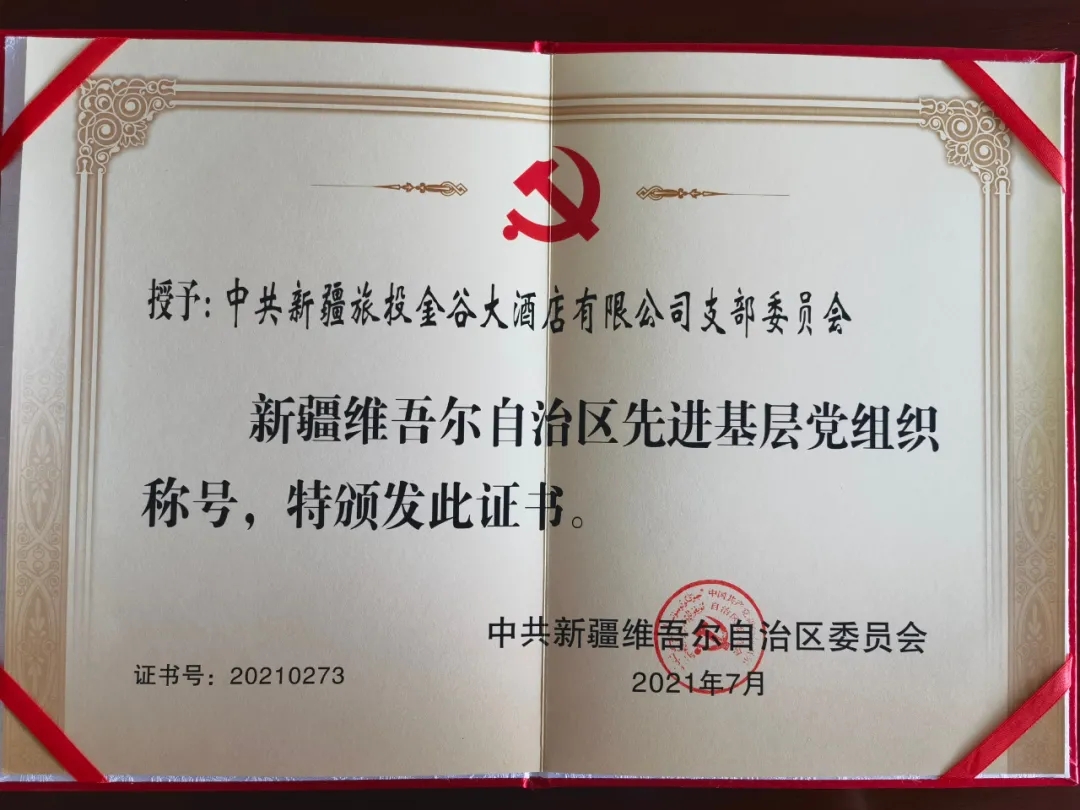 授予：中共新疆旅投金谷大酒店有限公司支部委员会
新疆维吾尔自治区先进基层党组织
称号，特颁发此证书。
中共新疆维吾尔自治区委员会
证书号：20210273
2021年7月